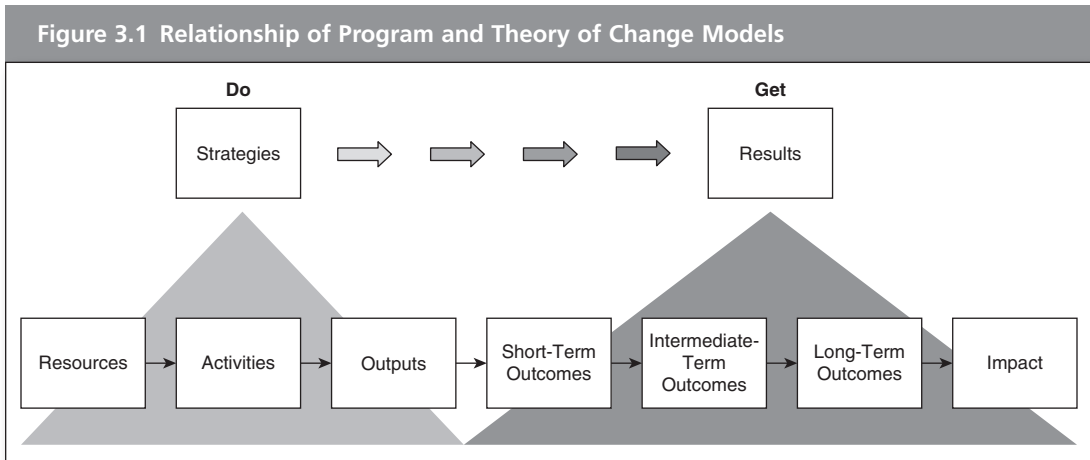 Figure 3.1 Relationship of Program and Theory of Change Models
Do
Get
Strategies
Results
Resources
Activities
Outputs
Short-Term
Outcomes
Intermediate-
Term
Outcomes
Long-Term
Outcomes
Impact